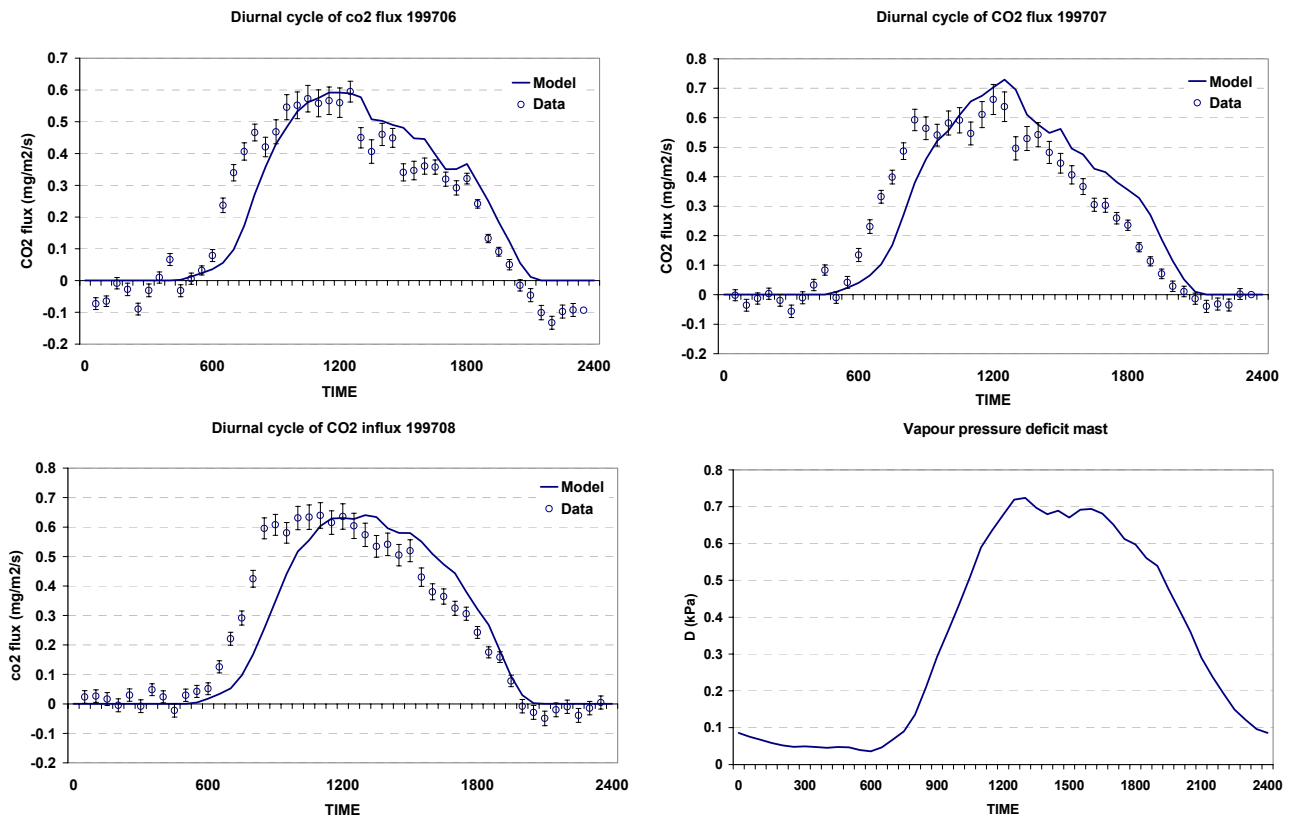 Diurnal cycle of co2 flux 199706
CO2 flux (mg/m2/s)
0.7
0.6
0.5
0.4
0.3
0.2
0.1
0
-0.1
-0.2
Model
Data
0 600 1200 1800 2400
TIME
Diurnal cycle of CO2 flux 199707
CO2 flux (mg/m2/s)
0.8
0.7
0.6
0.5
0.4
0.3
0.2
0.1
0
-0.1
-0.2
Model
Data
0 600 1200 1800 2400
TIME
Diurnal cycle of CO2 influx 199708
co2 flux (mg/m2/s)
0.8
0.7
0.6
0.5
0.4
0.3
0.2
0.1
0
-0.1
-0.2
Model
Data
0 600 1200 1800 2400
TIME
Vapour pressure deficit mast
D (kPa)
0.8
0.7
0.6
0.5
0.4
0.3
0.2
0.1
0
0 300 600 900 1200 1500 1800 2100 2400
TIME